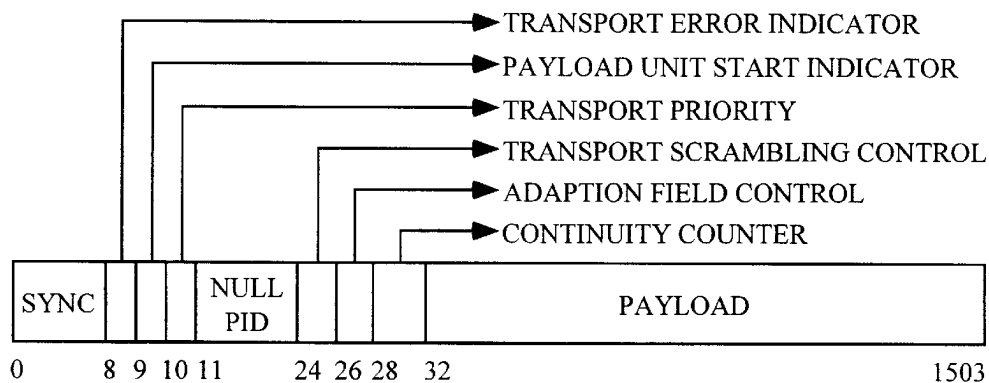 TRANSPORT ERROR INDICATOR
PAYLOAD UNIT START INDICATOR
TRANSPORT PRIORITY
TRANSPORT SCRAMBLING CONTROL
ADAPTION FIELD CONTROL
CONTINUITY COUNTER
SYNC
NULL
PID
PAYLOAD
0 8 9 10 11 24 26 28 32 1503